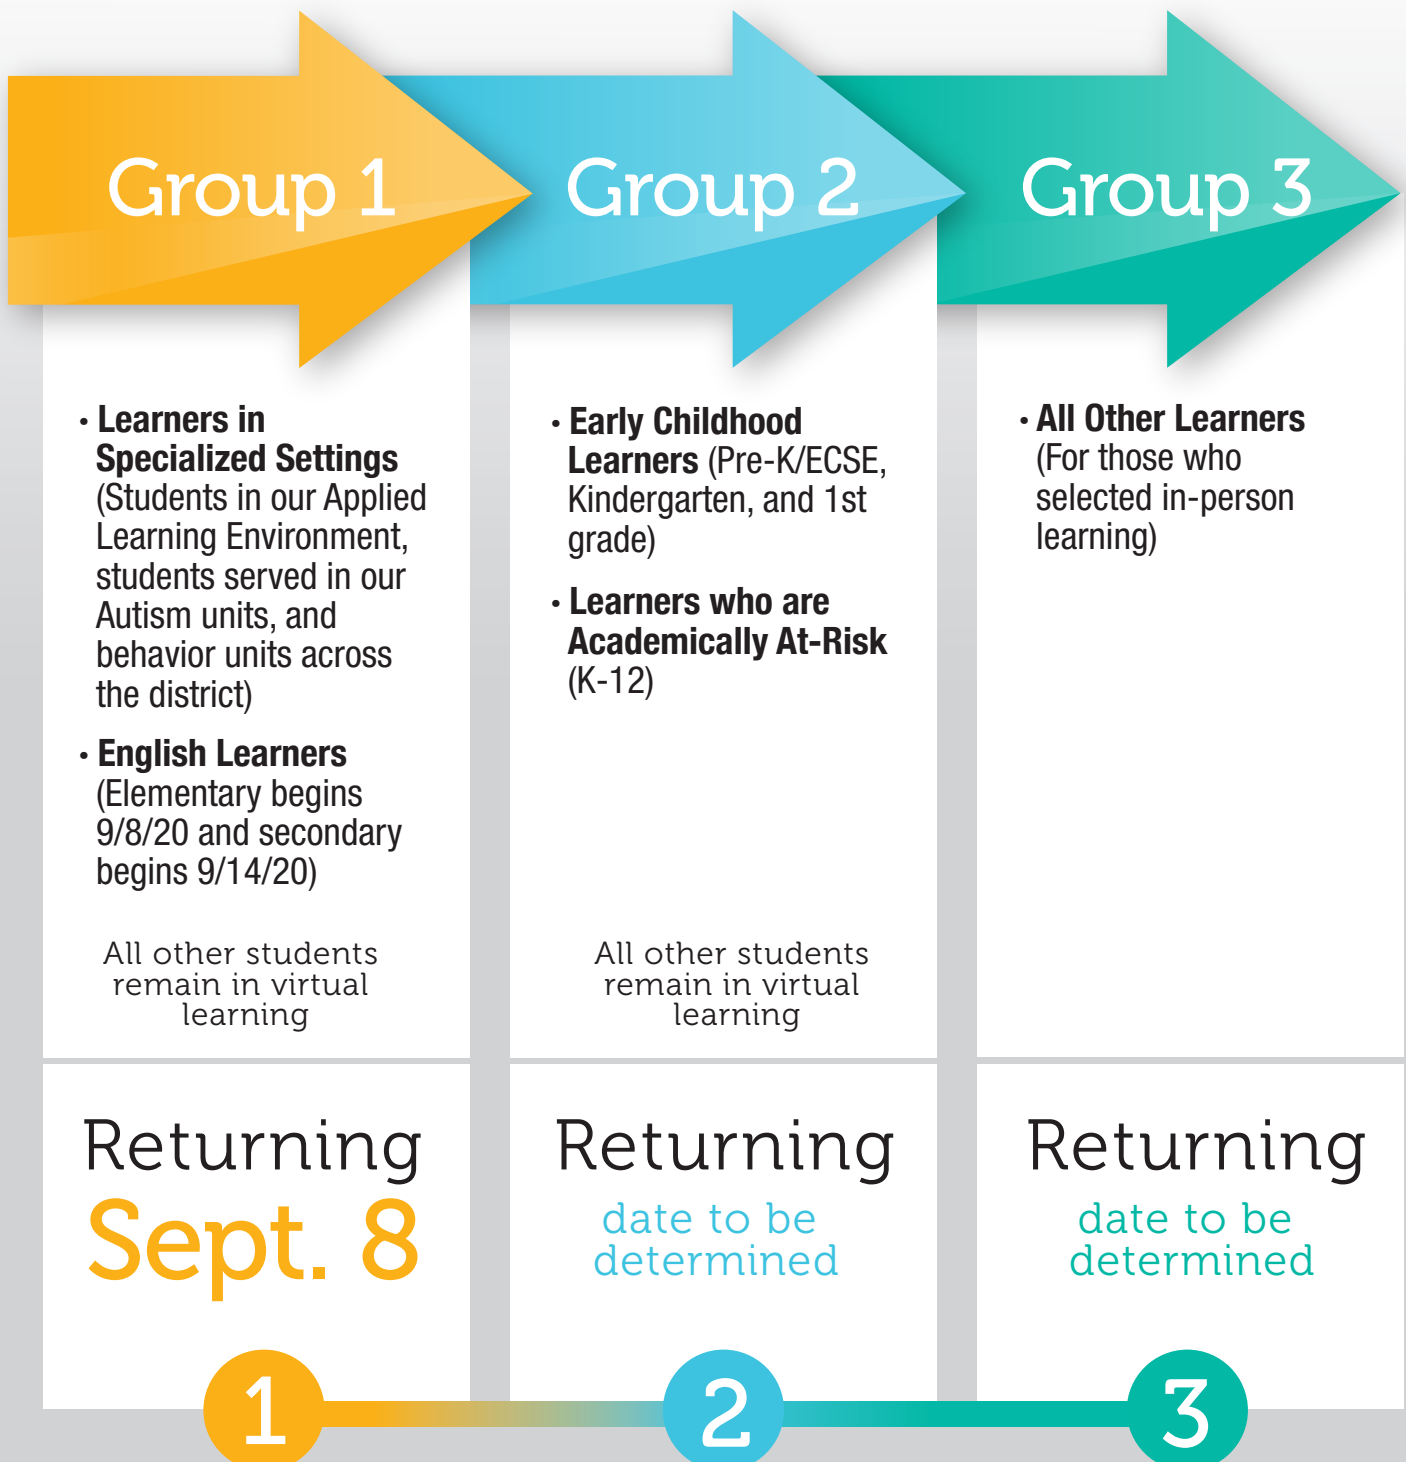 Group 1
• Learners in
Specialized Settings
(Students in our Applied
Learning Environment,
students served in our
Autism units, and
behavior units across
the district)
• English Learners
(Elementary begins
9/8/20 and secondary
begins 9/14/20)
All other students
remain in virtual
learning
Returning
Sept. 8
1
Group 2
• Early Childhood
Learners (Pre-K/ECSE,
Kindergarten, and 1st
grade)
• Learners who are
Academically At-Risk
(K-12)
All other students
remain in virtual
learning
Returning
date to be
determined
2
Group 3
• All Other Learners
(For those who
selected in-person
learning)
Returning
date to be
determined
3